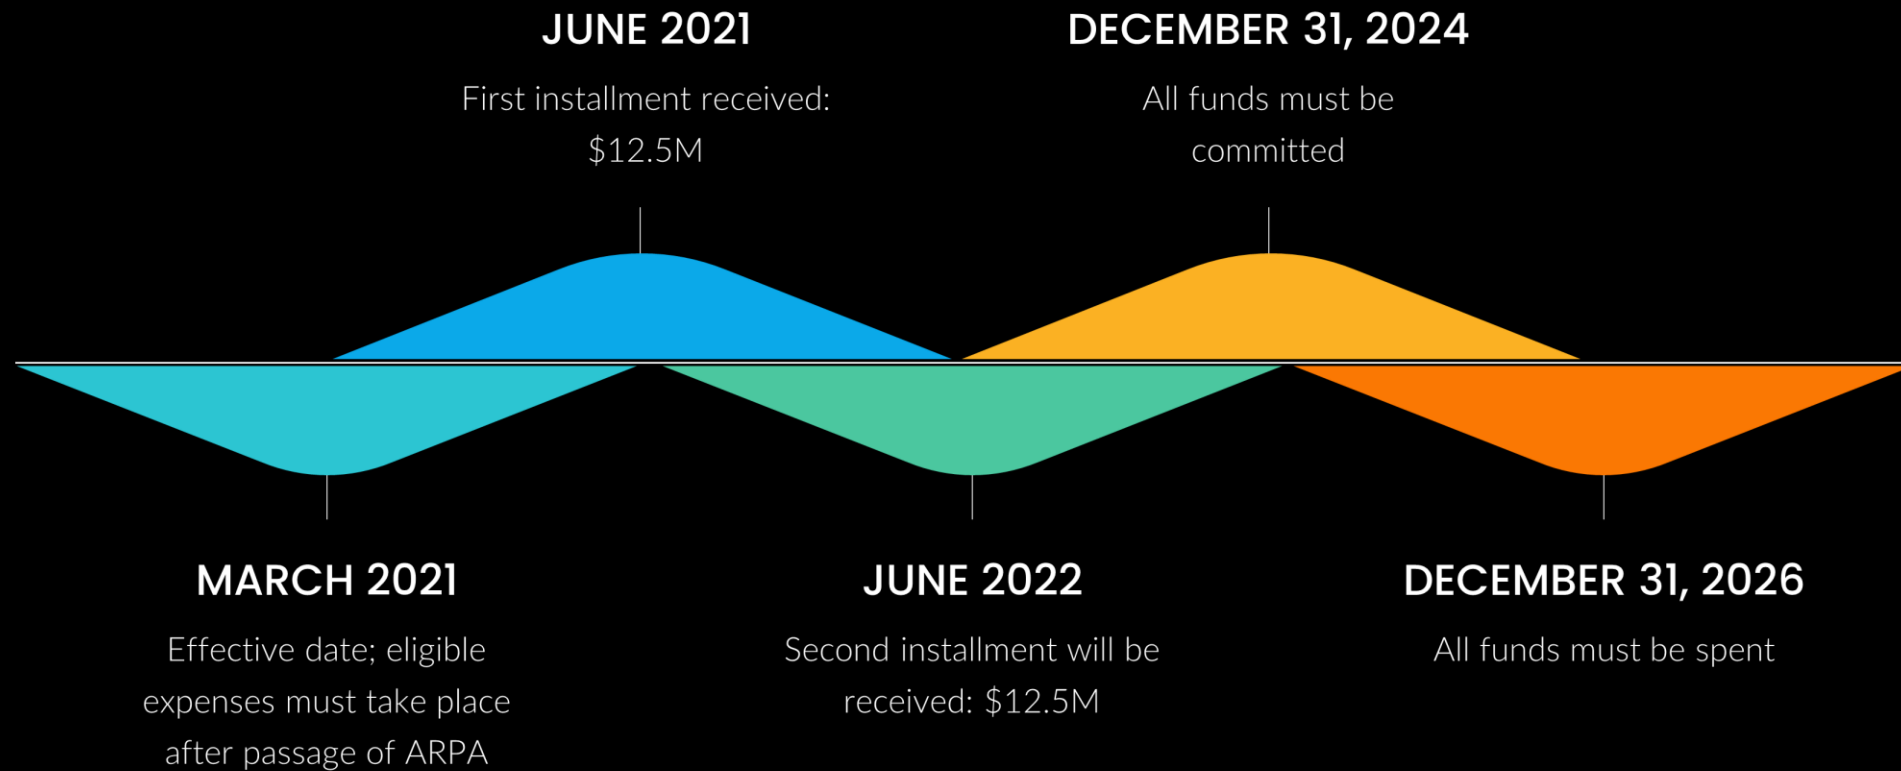 JUNE 2021
First installment received:
$12.5M
DECEMBER 31, 2024
All funds must be
committed
MARCH 2021
Effective date; eligible
expenses must take place
after passage of ARPA
JUNE 2022
Second installment will be
received: $12.5M
DECEMBER 31, 2026
All funds must be spent